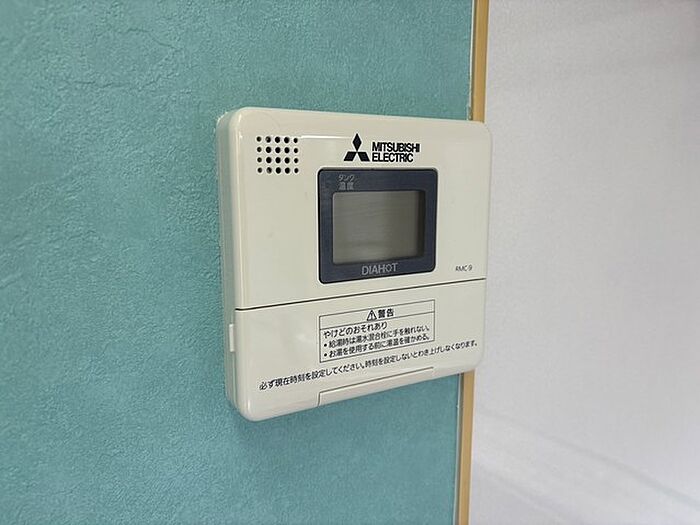 MITSUBISHI
ELECTRIC
タンク
温度
DIAHOT
RMC-9
警告
やけどのおそれあり
・給湯時は湯水混合栓に手を触れない。
・お湯を使用する前に湯温を確かめる。
必ず現在時刻を設定してください。時刻を設定しないとわき上げしなくなります。